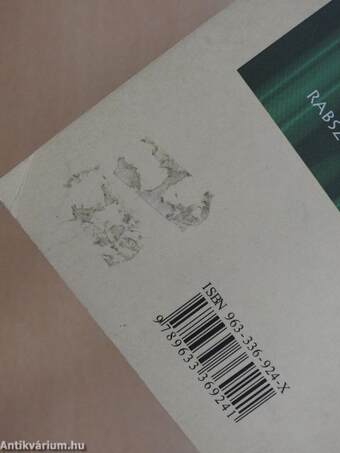 RABSZ
ISBN 963-336-924-X
9789633369241
Antikvárium.hu